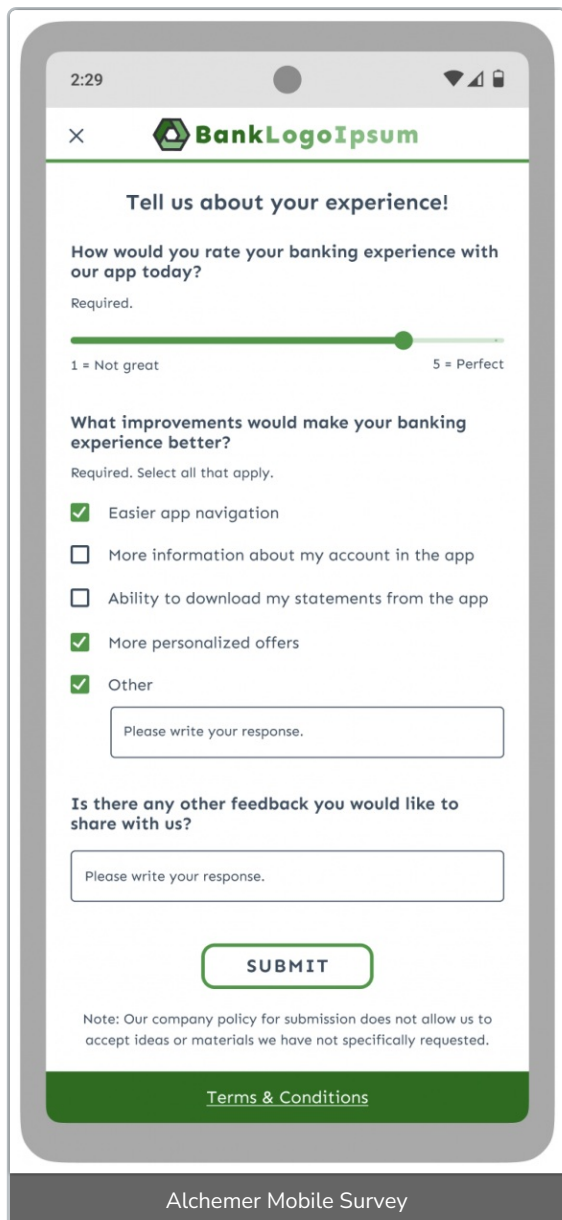 2:29
BankLogoIpsum
Tell us about your experience!
How would you rate your banking experience with
our app today?
Required.
1 = Not great
5 = Perfect
What improvements would make your banking
experience better?
Required. Select all that apply.
Easier app navigation
More information about my account in the app
Ability to download my statements from the app
More personalized offers
Other
Please write your response.
Is there any other feedback you would like to
share with us?
Please write your response.
SUBMIT
Note: Our company policy for submission does not allow us to
accept ideas or materials we have not specifically requested.
Terms & Conditions
Alchemer Mobile Survey